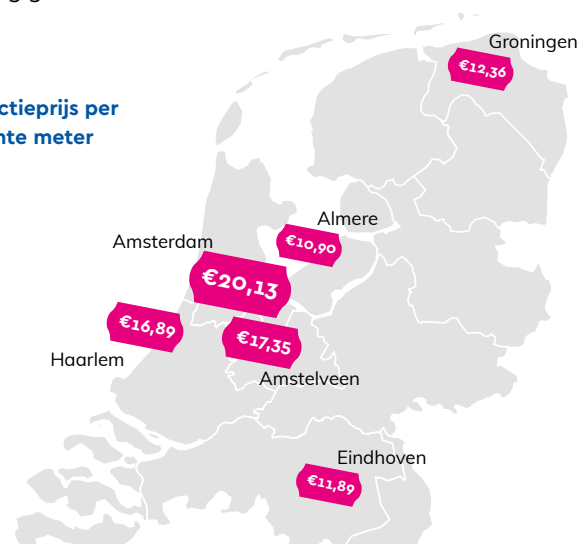 Groningen
€12,36
ctieprijs per
nte meter
Almere
€10,90
Amsterdam
€20,13
€16,89
€17,35
Haarlem
Amstelveen
Eindhoven
€11,89